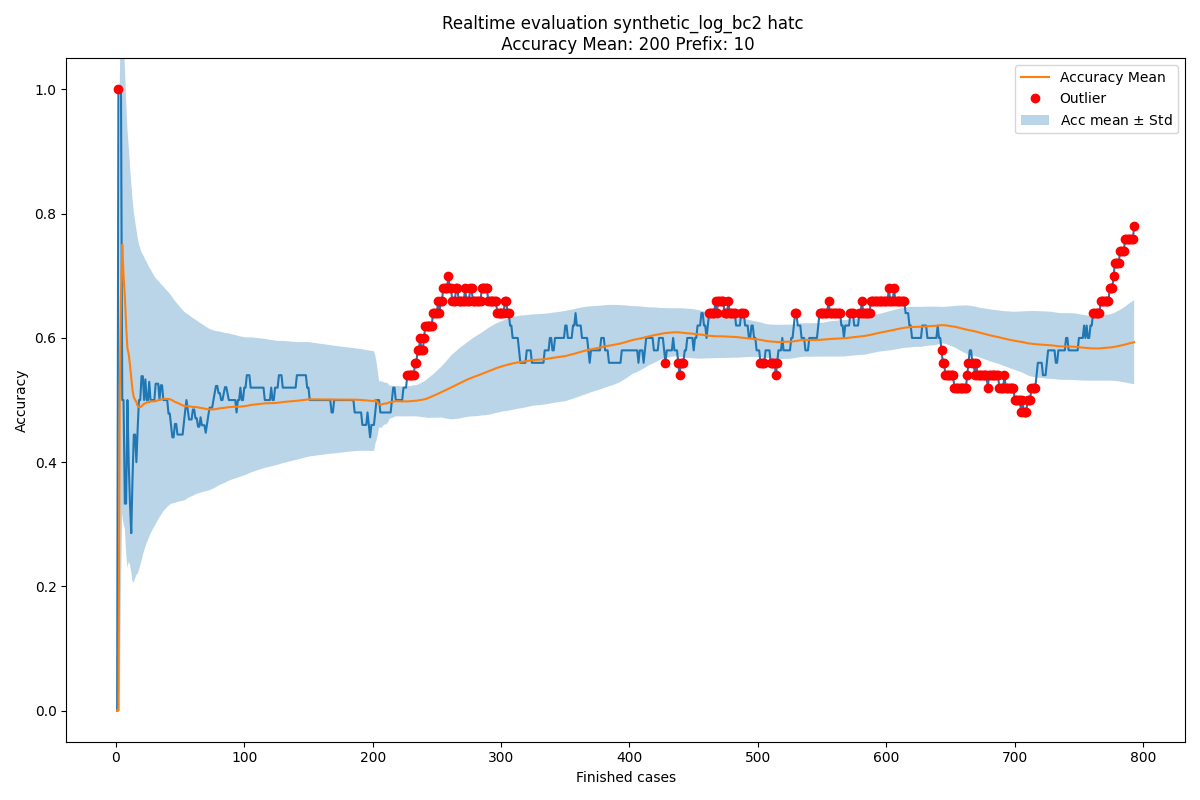 Realtime evaluation synthetic_log_bc2 hatc
Accuracy Mean: 200 Prefix: 10
Accuracy Mean
Outlier
Acc mean ± Std
Accuracy
1.0
0.8
0.6
0.4
0.2
0.0
0 100 200 300 400 500 600 700 800
Finished cases